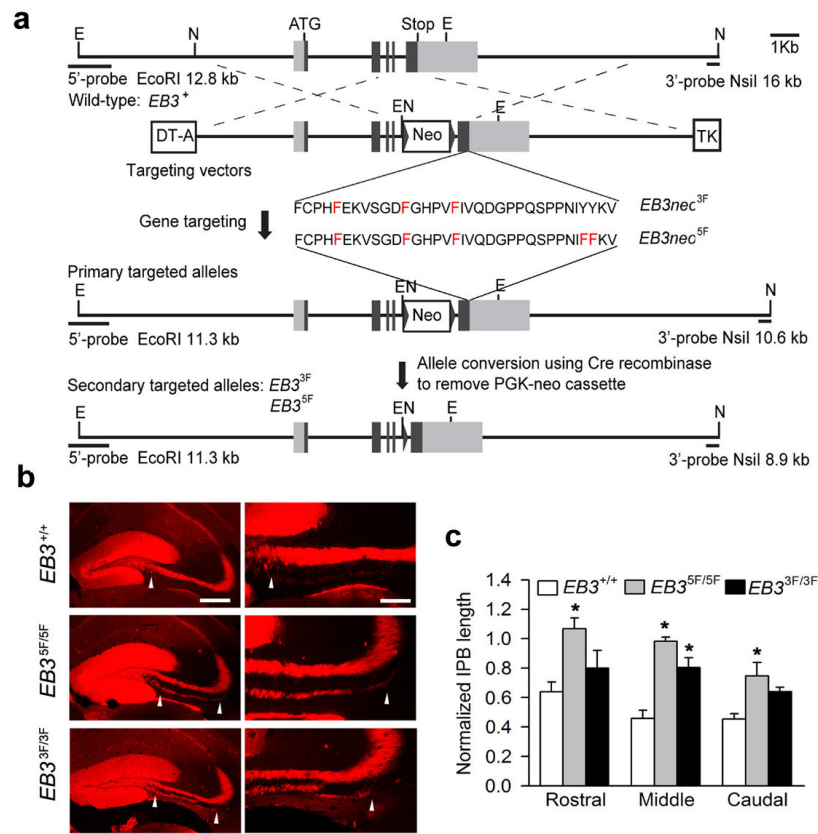 a
E N ATG Stop E N
1Kb
5'-probe EcoRI 12.8 kb 3'-probe NsiI 16 kb
Wild-type: EB3+
EN E
DT-A Neo TK
Targeting vectors
FCPHFEKVSGDFGHPVFIVQDGPPQSPPNIYYKV EB3neo3F
Gene targeting
FCPHFEKVSGDFGHPVFIVQDGPPQSPPNIFFKV EB3neo5F
Primary targeted alleles
E EN E N
Neo
5'-probe EcoRI 11.3 kb 3'-probe NsiI 10.6 kb
Allele conversion using Cre recombinase
to remove PGK-neo cassette
Secondary targeted alleles: EB33F
EB35F
E EN E N
5'-probe EcoRI 11.3 kb 3'-probe NsiI 8.9 kb
b
EB3+/+
EB35F/5F
EB33F/3F
c
EB3+/+ EB35F/5F EB33F/3F
Normalized IPB length
1.4
1.2
1.0
0.8
0.6
0.4
0.2
0.0
* * * *
Rostral Middle Caudal